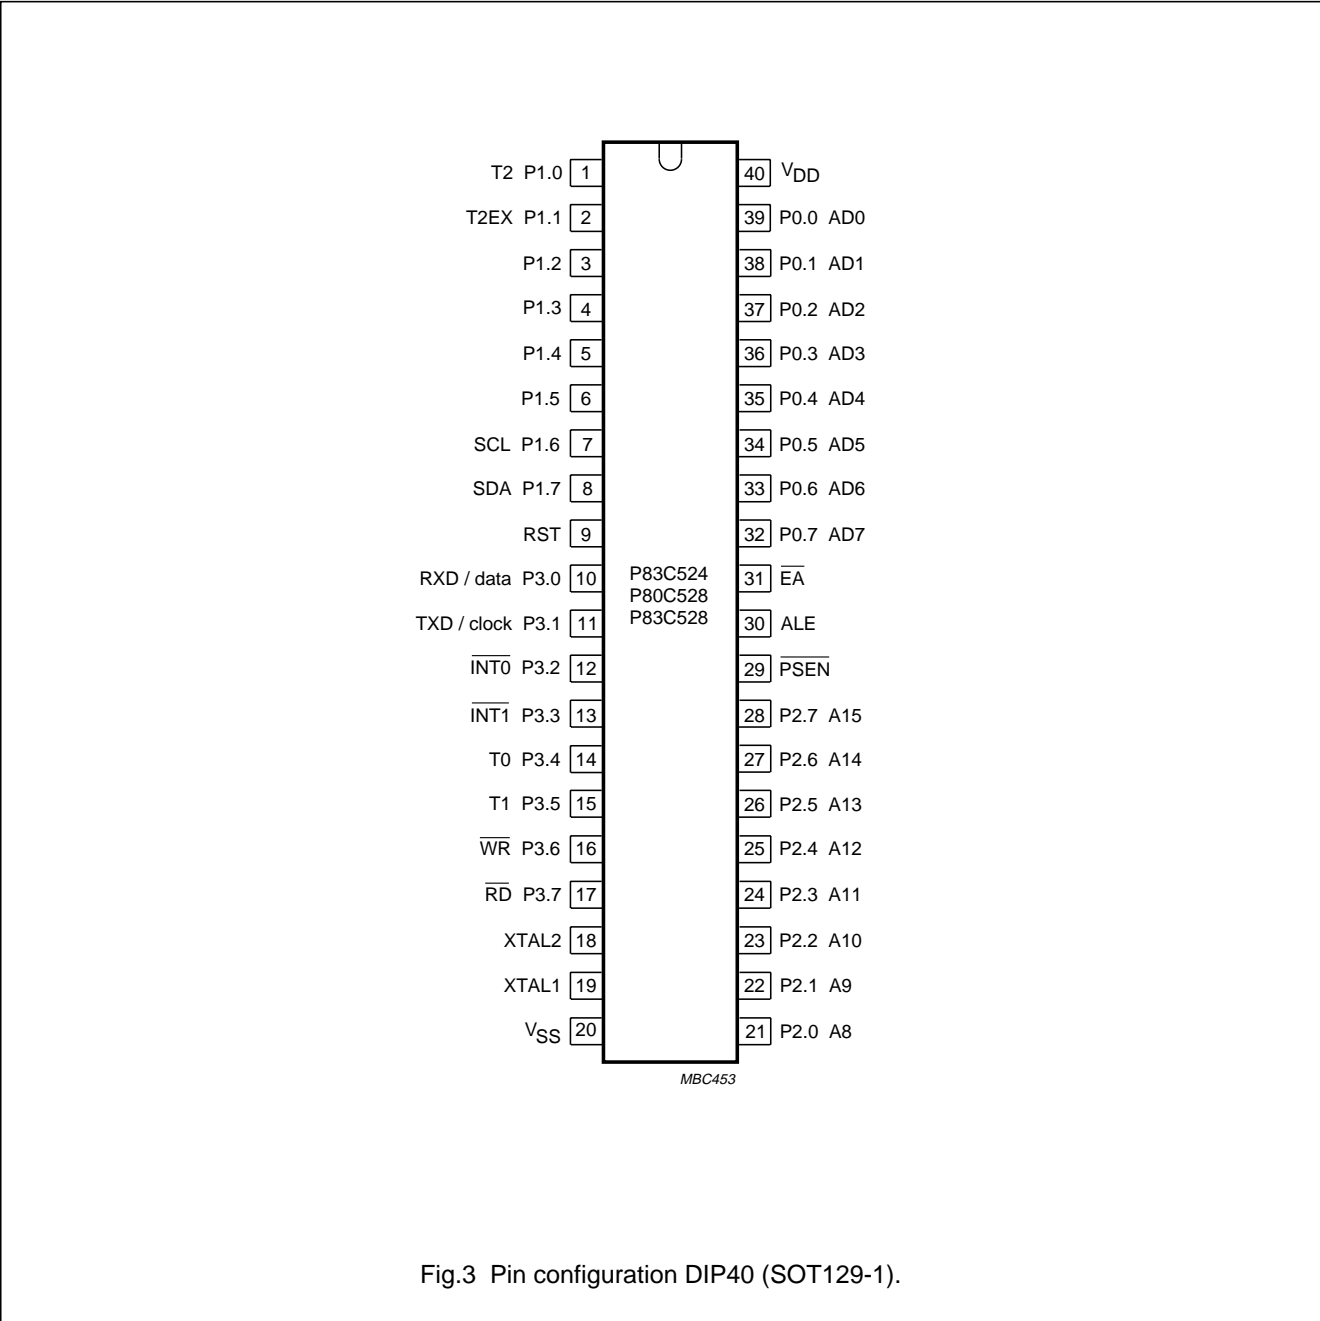 T2 P1.0 1 40 VDD
T2EX P1.1 2 39 P0.0 AD0
P1.2 3 38 P0.1 AD1
P1.3 4 37 P0.2 AD2
P1.4 5 36 P0.3 AD3
P1.5 6 35 P0.4 AD4
SCL P1.6 7 34 P0.5 AD5
SDA P1.7 8 33 P0.6 AD6
RST 9 32 P0.7 AD7
RXD / data P3.0 10 P83C524 31 E̅A̅
P80C528
TXD / clock P3.1 11 P83C528 30 ALE
I̅N̅T̅0̅ P3.2 12 29 P̅S̅E̅N̅
I̅N̅T̅1̅ P3.3 13 28 P2.7 A15
T0 P3.4 14 27 P2.6 A14
T1 P3.5 15 26 P2.5 A13
W̅R̅ P3.6 16 25 P2.4 A12
R̅D̅ P3.7 17 24 P2.3 A11
XTAL2 18 23 P2.2 A10
XTAL1 19 22 P2.1 A9
VSS 20 21 P2.0 A8
MBC453
Fig.3 Pin configuration DIP40 (SOT129-1).